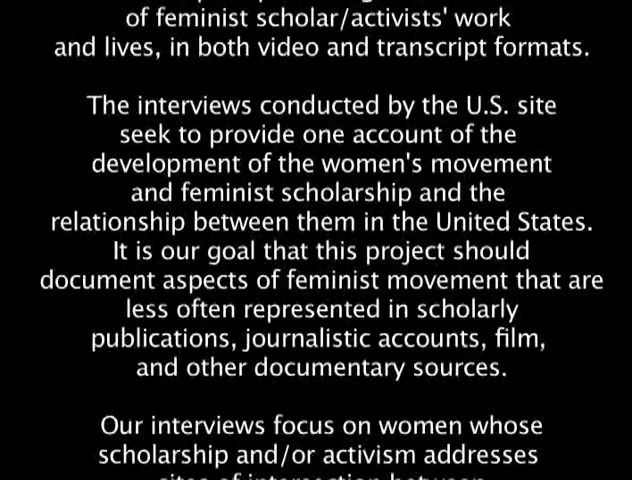 of feminist scholar/activists' work
and lives, in both video and transcript formats.
The interviews conducted by the U.S. site
seek to provide one account of the
development of the women's movement
and feminist scholarship and the
relationship between them in the United States.
It is our goal that this project should
document aspects of feminist movement that are
less often represented in scholarly
publications, journalistic accounts, film,
and other documentary sources.
Our interviews focus on women whose
scholarship and/or activism addresses
sites of intersection between